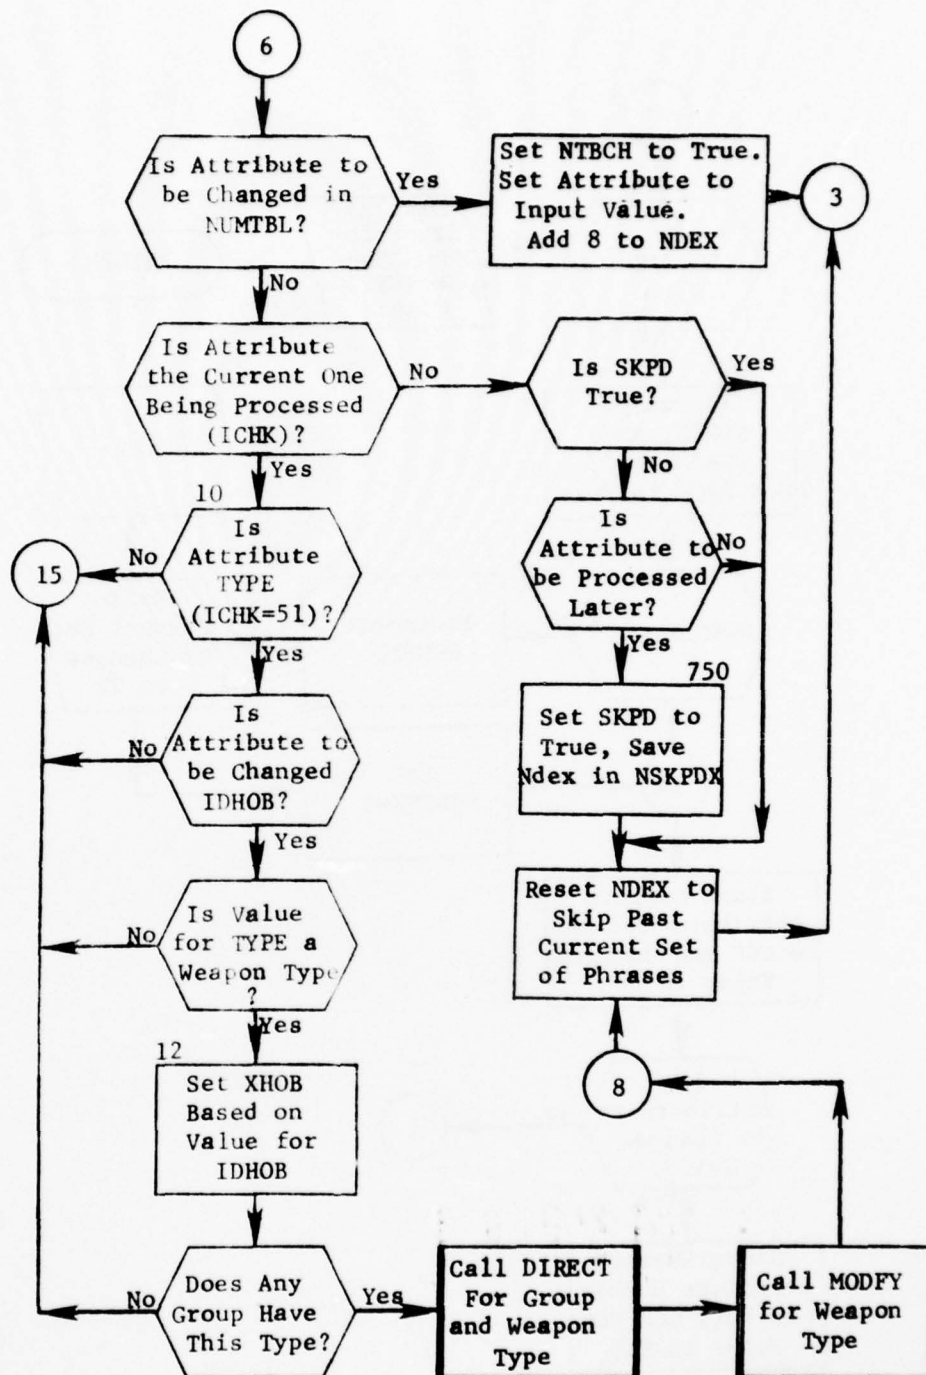 6
Is Attribute to
be Changed in
NUMTBL?
Yes
Set NTBCH to True.
Set Attribute to
Input Value.
Add 8 to NDEX
3
No
Is Attribute
the Current One
Being Processed
(ICHK)?
No
Is SKPD
True?
Yes
Yes
No
10
Is
Attribute
TYPE
(ICHK=51)?
No
15
Is
Attribute to
be Processed
Later?
No
Yes
Yes
750
Set SKPD to
True, Save
Ndex in NSKPDX
Is
Attribute to
be Changed
IDHOB?
No
Yes
Reset NDEX to
Skip Past
Current Set
of Phrases
Is Value
for TYPE a
Weapon Type
?
No
Yes
8
12
Set XHOB
Based on
Value for
IDHOB
Does Any
Group Have
This Type?
No
Yes
Call DIRECT
For Group
and Weapon
Type
Call MODFY
for Weapon
Type